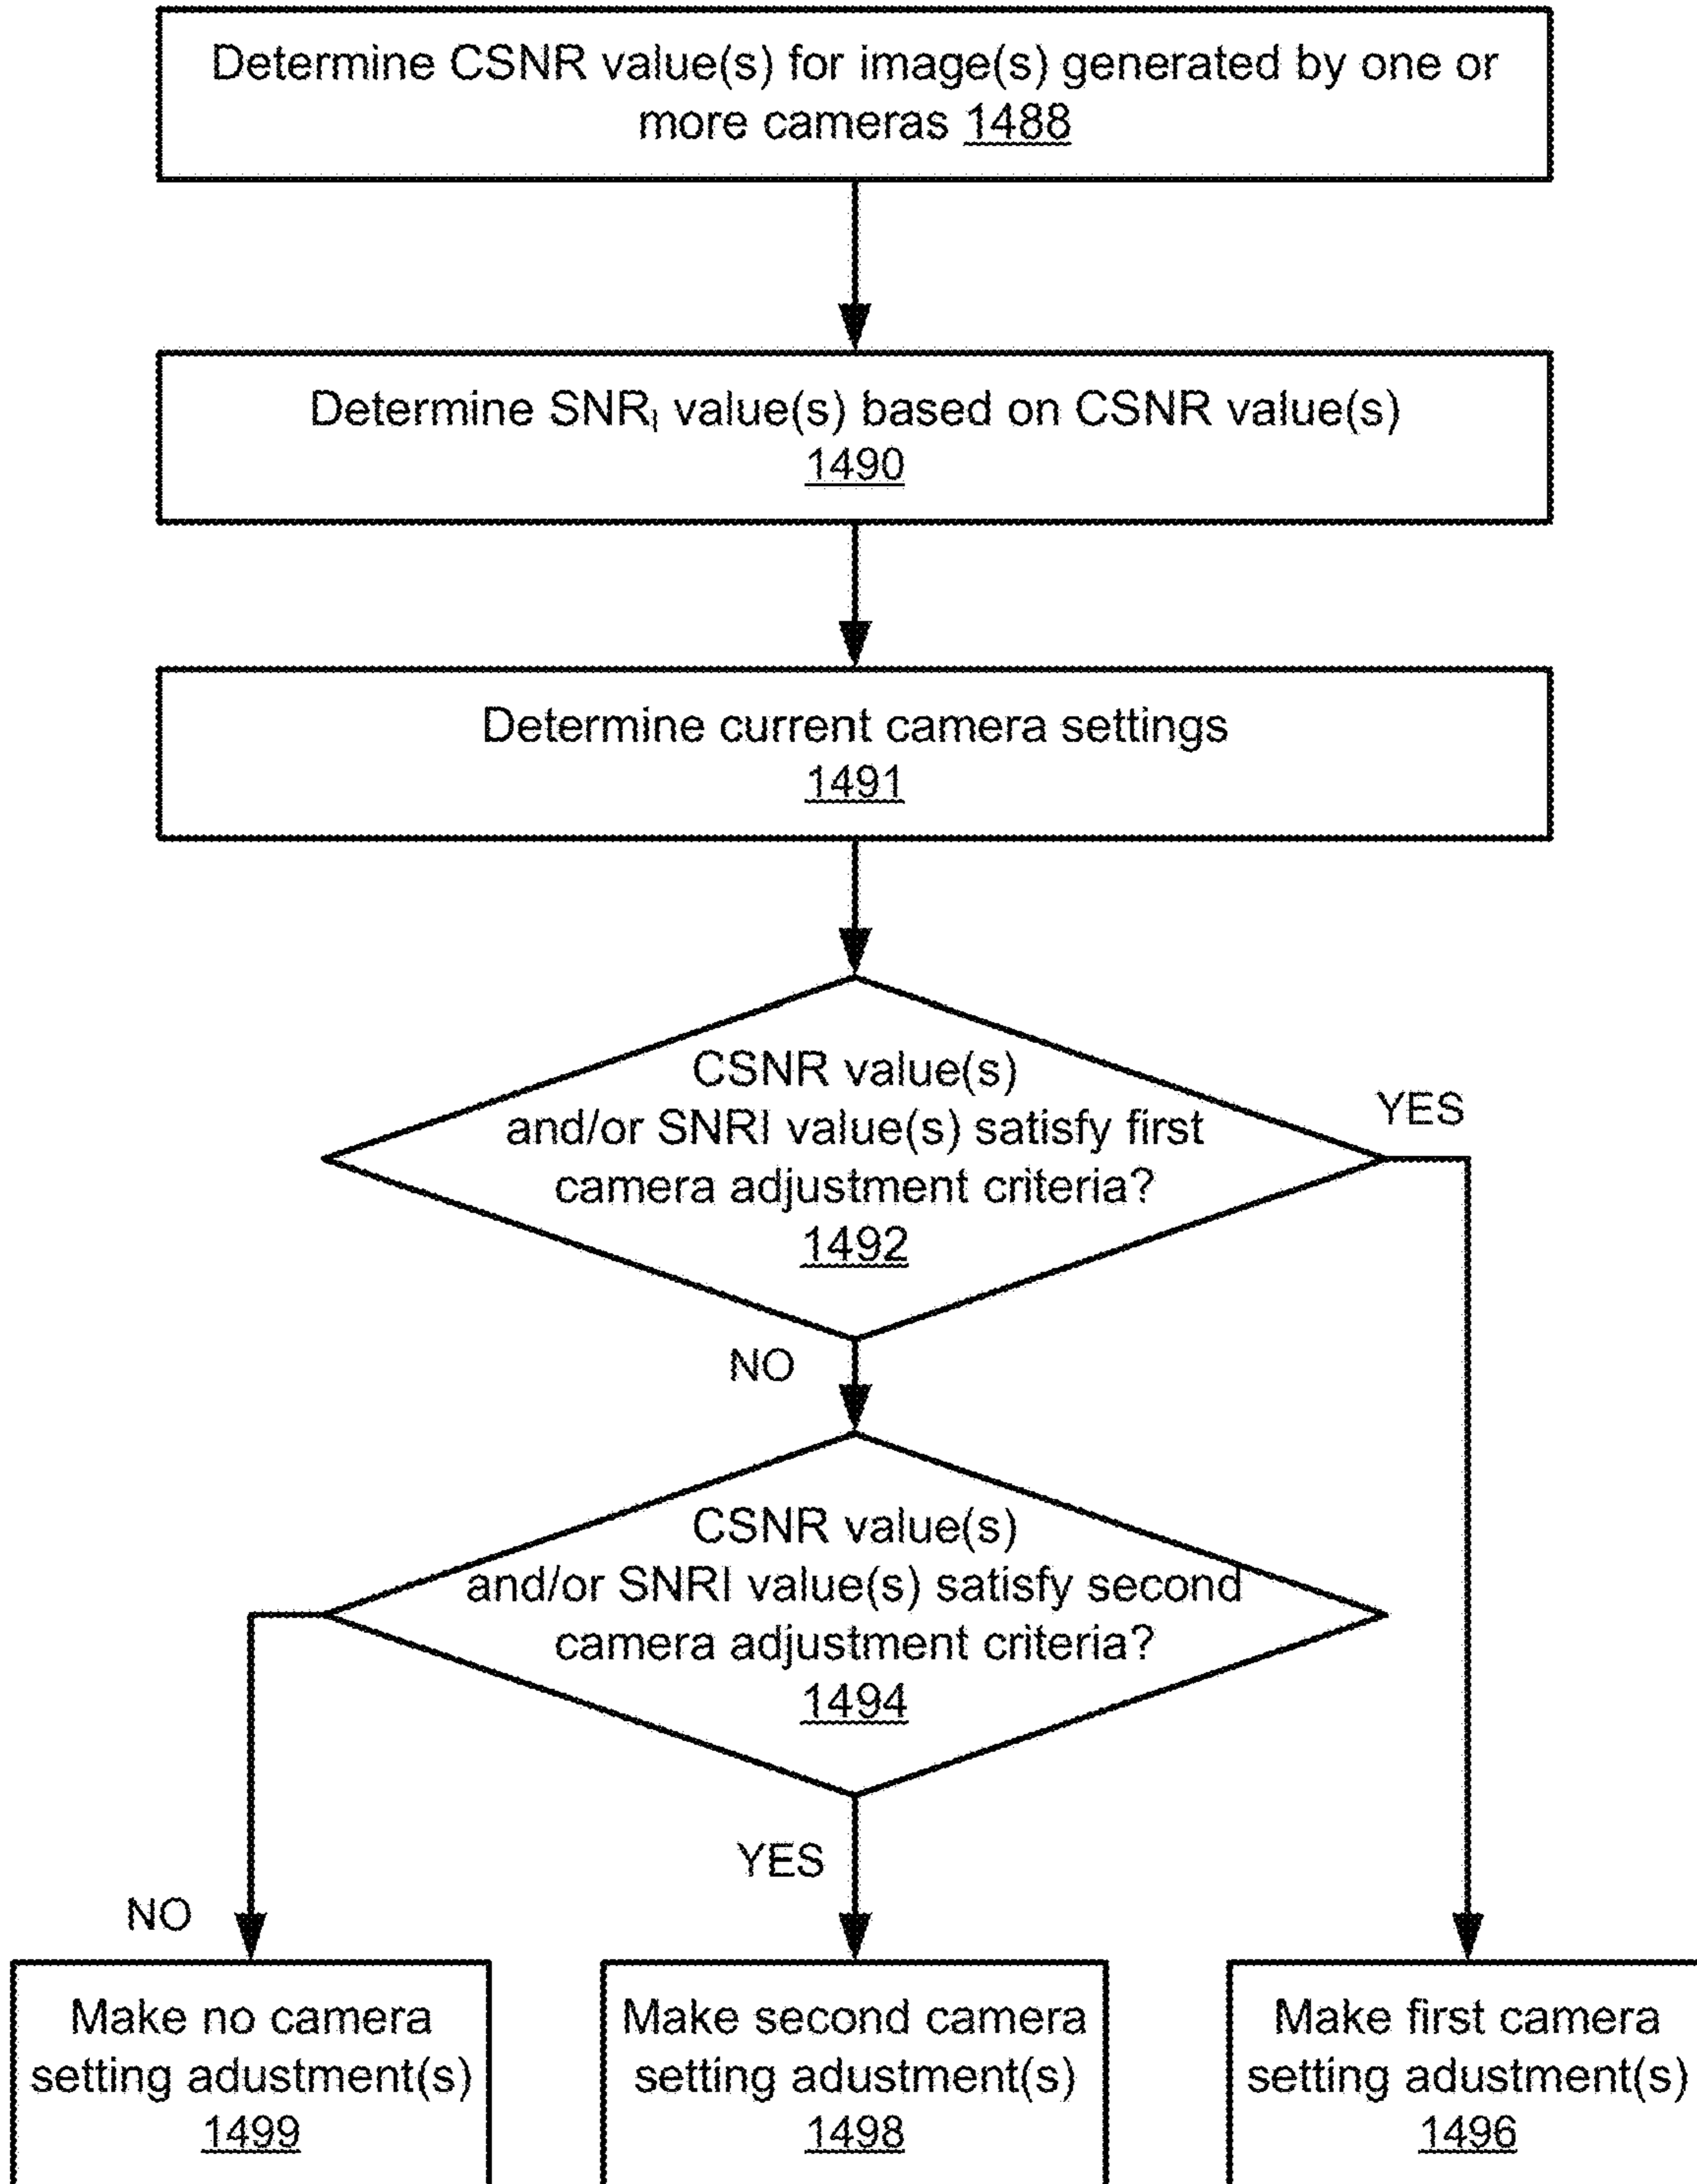 Determine CSNR value(s) for image(s) generated by one or
more cameras 1488
Determine SNRI value(s) based on CSNR value(s)
1490
Determine current camera settings
1491
CSNR value(s)
and/or SNRI value(s) satisfy first
camera adjustment criteria?
1492
YES
NO
CSNR value(s)
and/or SNRI value(s) satisfy second
camera adjustment criteria?
1494
YES
NO
Make no camera
setting adustment(s)
1499
Make second camera
setting adustment(s)
1498
Make first camera
setting adustment(s)
1496